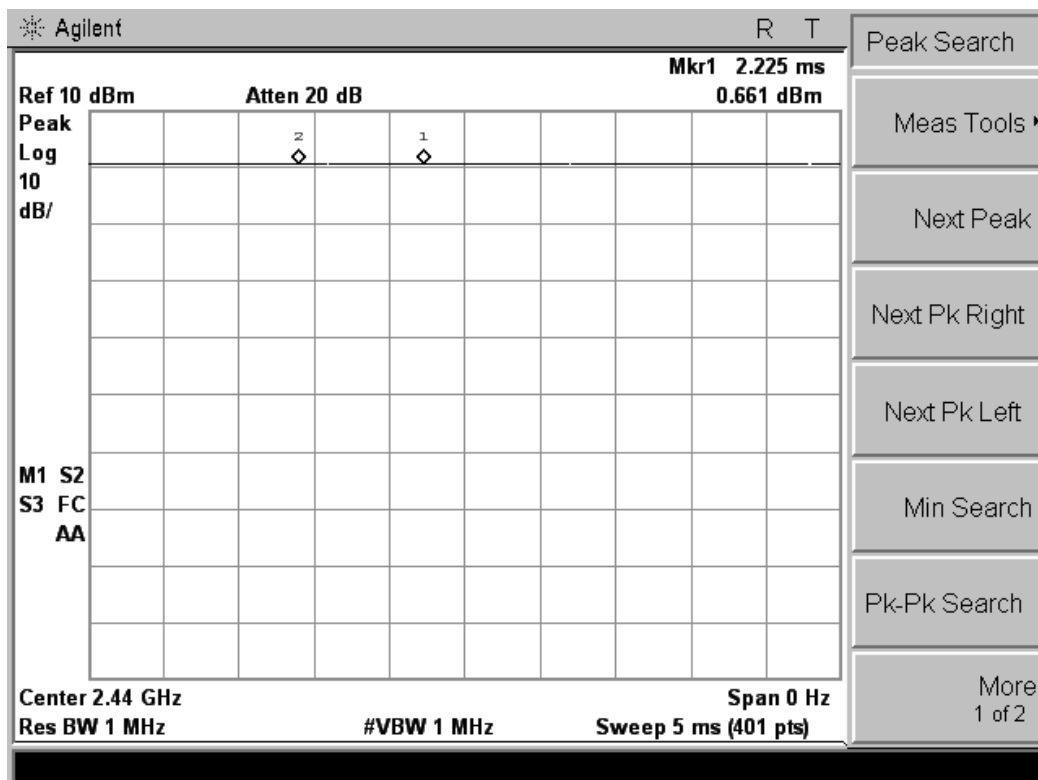 Agilent R T
Mkr1 2.225 ms
Ref 10 dBm Atten 20 dB 0.661 dBm
Peak
Log
10
dB/
2 1
M1 S2
S3 FC
AA
Center 2.44 GHz Span 0 Hz
Res BW 1 MHz #VBW 1 MHz Sweep 5 ms (401 pts)
Peak Search
Meas Tools
Next Peak
Next Pk Right
Next Pk Left
Min Search
Pk-Pk Search
More
1 of 2